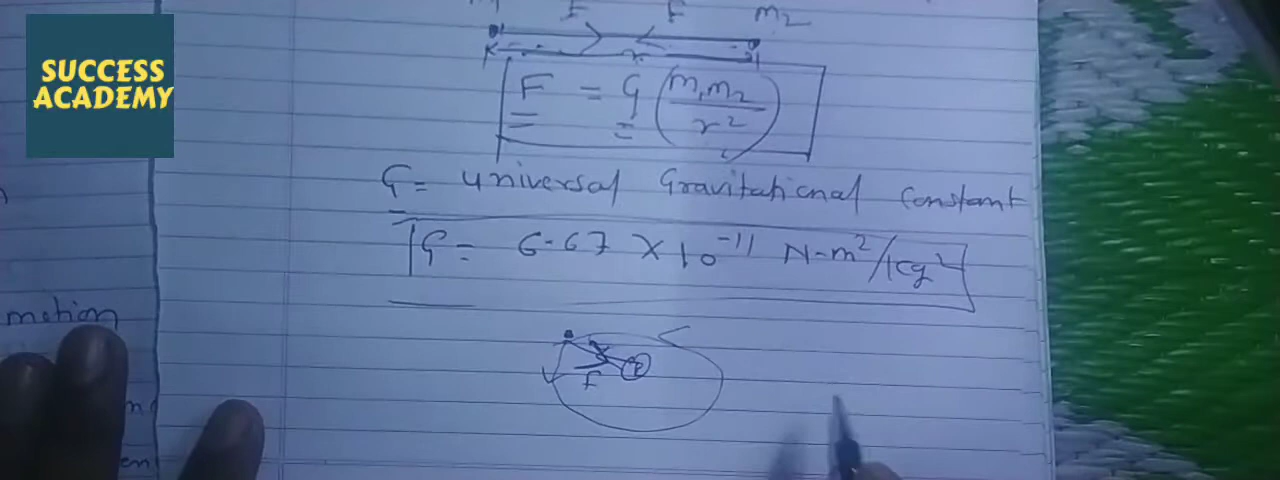 SUCCESS
ACADEMY
F F m2
r
F = G (m1m2/r²)
G = universal Gravitational constant
G = 6.67 × 10⁻¹¹ N-m²/kg²
motion
F